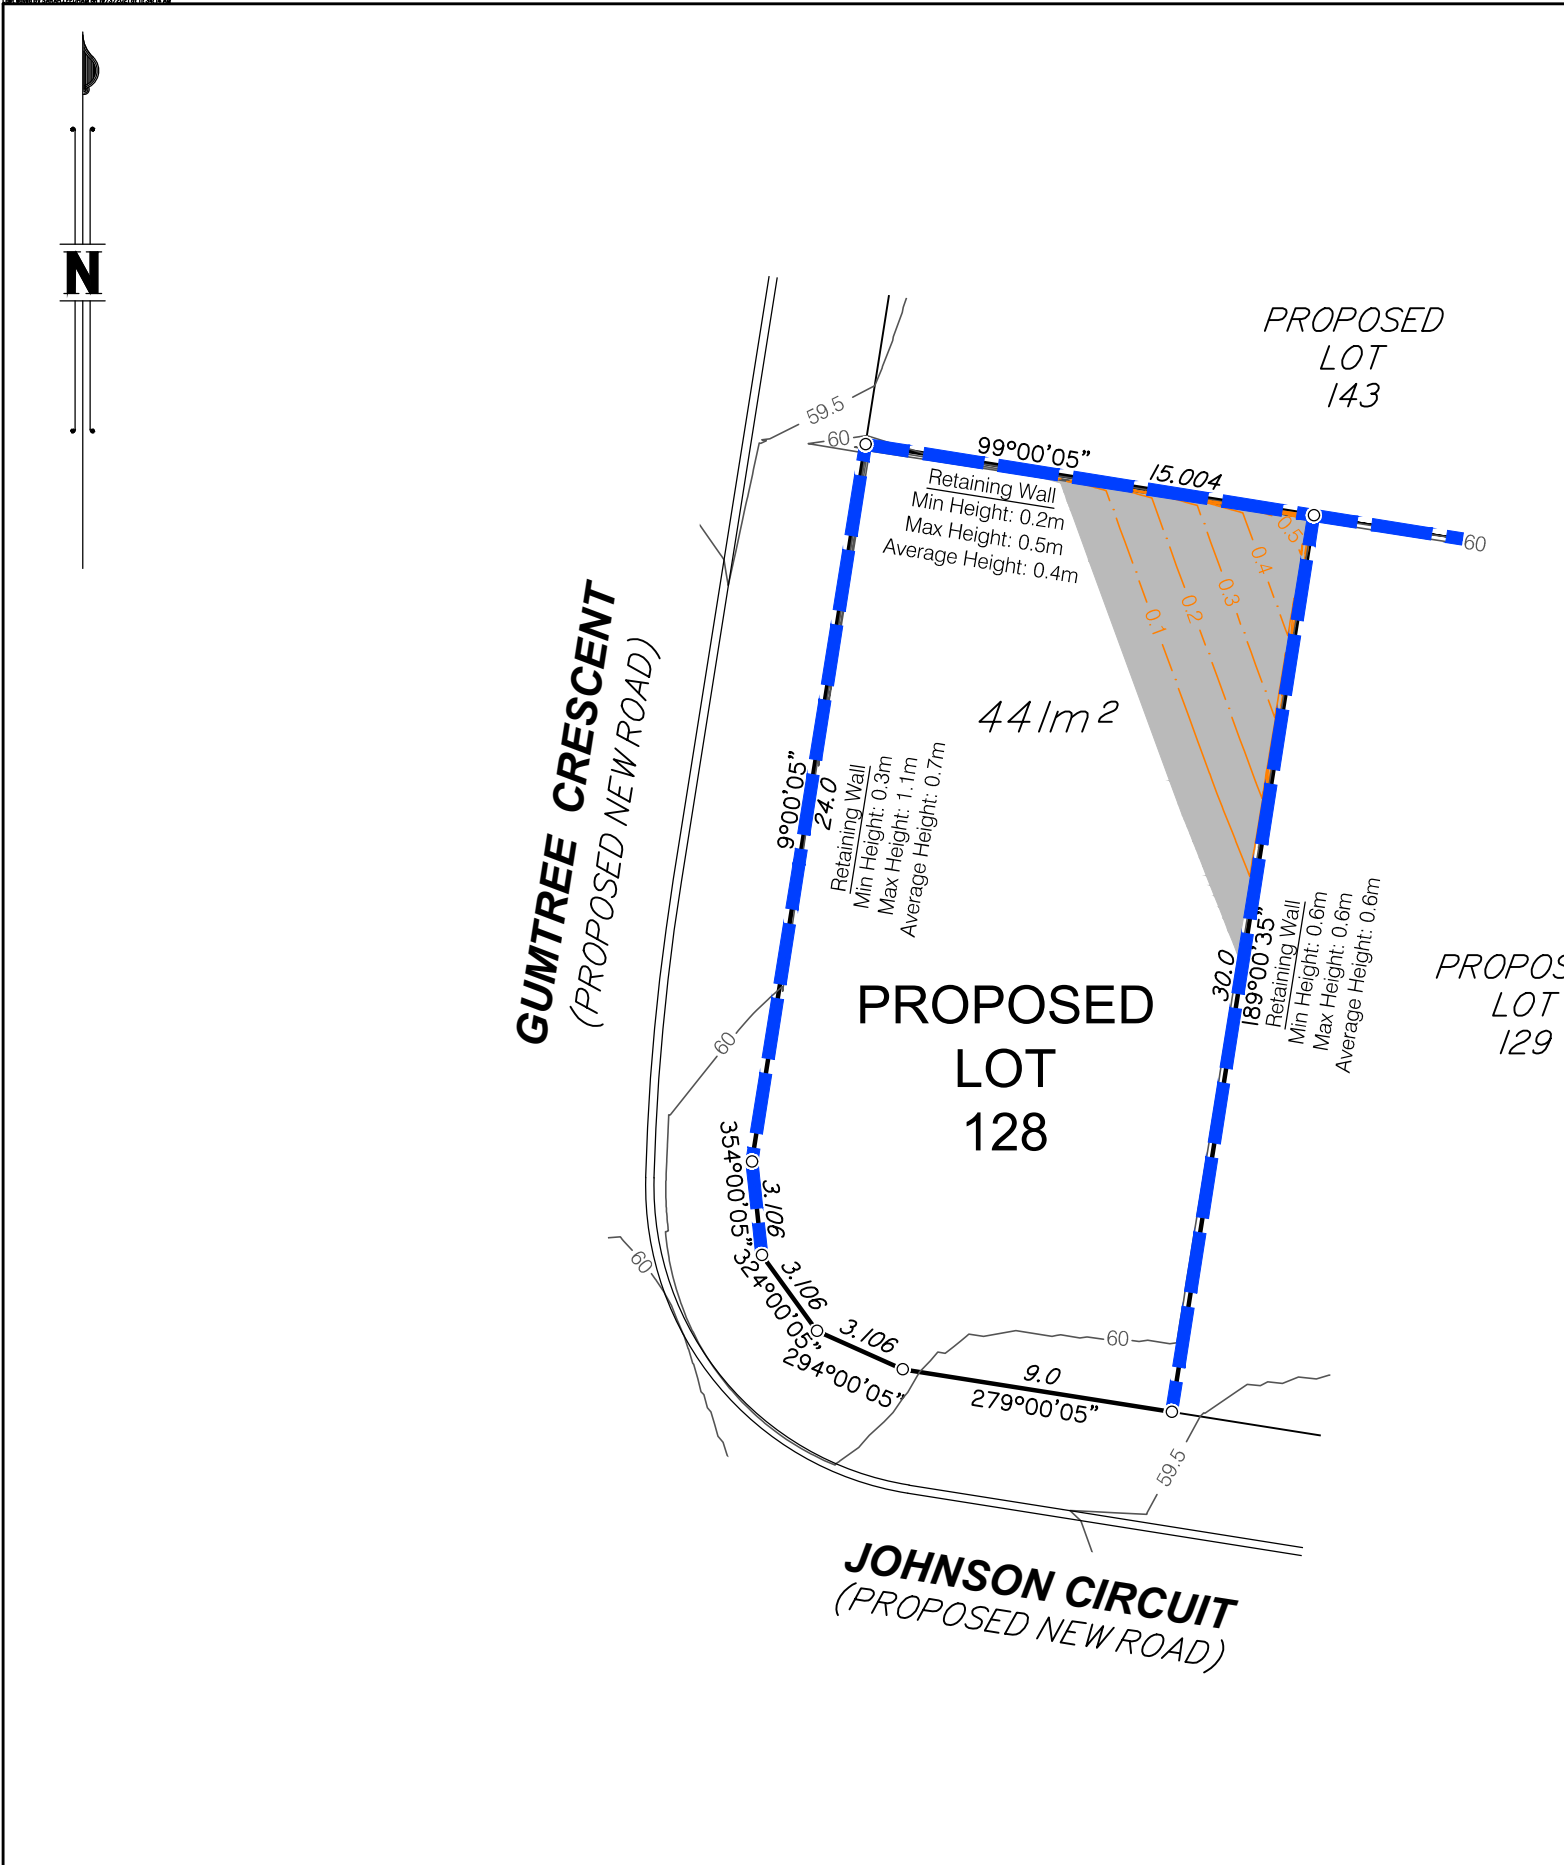 N
PROPOSED
LOT
143
59.5
60
99°00'05"
15.004
Retaining Wall
Min Height: 0.2m
Max Height: 0.5m
Average Height: 0.4m
60
0.5
0.4
0.3
0.2
0.1
GUMTREE CRESCENT
(PROPOSED NEW ROAD)
441m²
9°00'05"
24.0
Retaining Wall
Min Height: 0.3m
Max Height: 1.1m
Average Height: 0.7m
30.0
189°00'35"
Retaining Wall
Min Height: 0.6m
Max Height: 0.6m
Average Height: 0.6m
PROPOS
LOT
129
PROPOSED
LOT
128
60
354°00'05"
3.106
60
324°00'05"
3.106
294°00'05"
3.106
60
9.0
279°00'05"
59.5
JOHNSON CIRCUIT
(PROPOSED NEW ROAD)